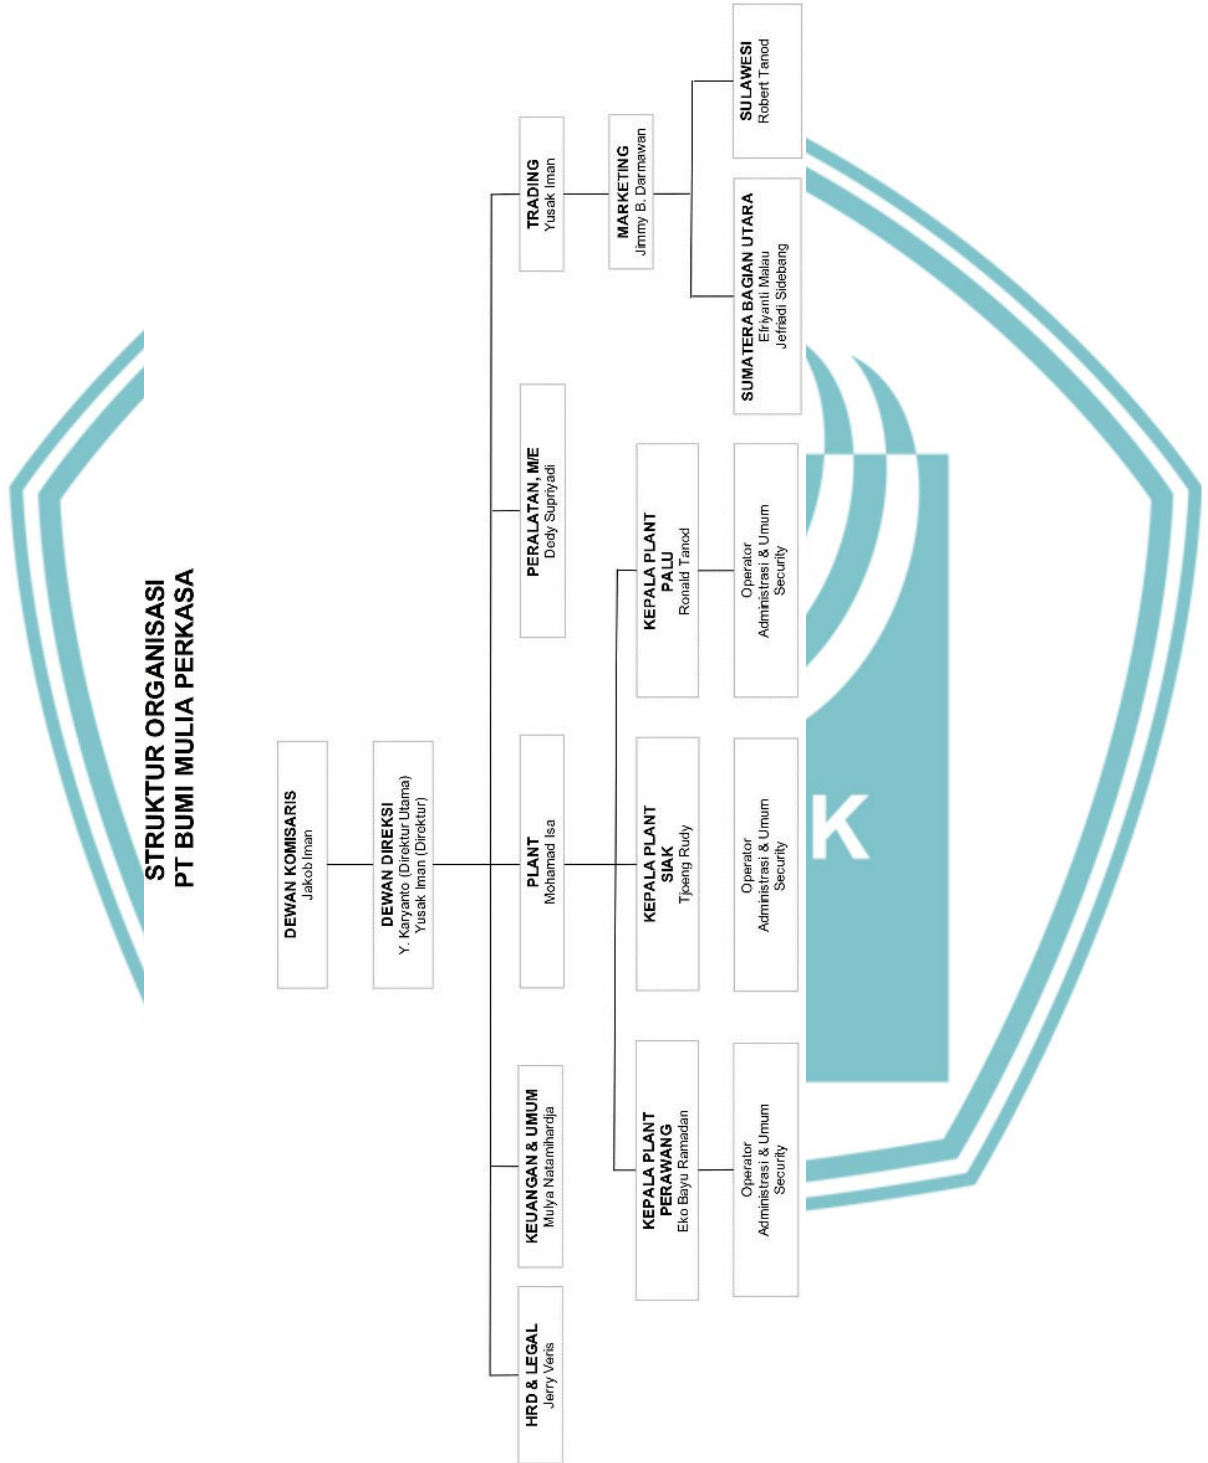 STRUKTUR ORGANISASI
PT BUMI MULIA PERKASA
DEWAN KOMISARIS
Jakob Iman
DEWAN DIREKSI
Y. Karyanto (Direktur Utama)
Yusak Iman (Direktur)
HRD & LEGAL
Jerry Veris
KEUANGAN & UMUM
Mulya Natamihardja
PLANT
Mohamad Isa
PERALATAN, M/E
Dedy Supriyadi
TRADING
Yusak Iman
MARKETING
Jimmy B. Darmawan
KEPALA PLANT
PERAWANG
Eko Bayu Ramadan
KEPALA PLANT
SIAK
Tjoeng Rudy
KEPALA PLANT
PALU
Ronald Tanod
Operator
Administrasi & Umum
Security
Operator
Administrasi & Umum
Security
Operator
Administrasi & Umum
Security
SUMATERA BAGIAN UTARA
Efriyanti Malau
Jefriadi Sidebang
SULAWESI
Robert Tanod
K